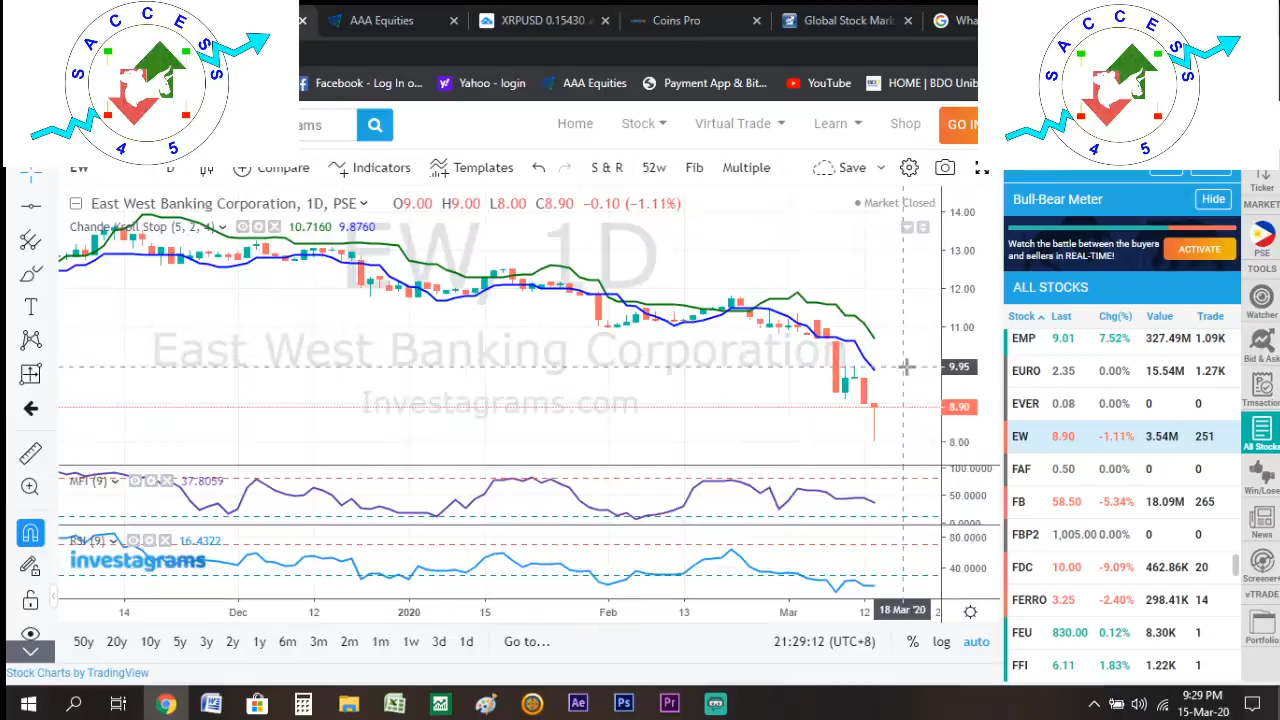 SACCESS 45
AAA Equities
XRPUSD 0.15430
Coins Pro
Global Stock Mark
Wha
SACCESS 45
Facebook - Log In o...
Yahoo - login
AAA Equities
Payment App & Bit...
YouTube
HOME | BDO Unib
ams
Home
Stock
Virtual Trade
Learn
Shop
GO IN
EW
D
Compare
Indicators
Templates
S & R
52w
Fib
Multiple
Save
East West Banking Corporation, 1D, PSE
O9.00 H9.00 L8.00 C8.90 -0.10 (-1.11%)
Market Closed
Chande Kroll Stop (5, 2, 4)
10.7160 9.8760
EW, 1D
East West Banking Corporation
Investagrams.com
14.00
13.00
12.00
11.00
9.95
8.90
8.00
MFI (9)
37.8059
100.0000
50.0000
0.0000
RSI (9)
16.4322
investagrams
80.0000
40.0000
14
Dec
12
2020
15
Feb
13
Mar
12
18 Mar '20
2
50y 20y 10y 5y 3y 2y 1y 6m 3m 2m 1m 1w 3d 1d Go to...
21:29:12 (UTC+8)
%
log
auto
Stock Charts by TradingView
Bull-Bear Meter
Hide
Watch the battle between the buyers
and sellers in REAL-TIME!
ACTIVATE
ALL STOCKS
Stock Last Chg(%) Value Trade
EMP 9.01 7.52% 327.49M 1.09K
EURO 2.35 0.00% 15.54M 1.27K
EVER 0.08 0.00% 0 0
EW 8.90 -1.11% 3.54M 251
FAF 0.50 0.00% 0 0
FB 58.50 -5.34% 18.09M 265
FBP2 1,005.00 0.00% 0 0
FDC 10.00 -9.09% 462.86K 20
FERRO 3.25 -2.40% 298.41K 14
FEU 830.00 0.12% 8.30K 1
FFI 6.11 1.83% 1.22K 1
Ticker
MARKET
PSE
TOOLS
Watcher
Bid & Ask
Trnsaction
All Stocks
Win/Lose
News
Screener
vTRADE
Portfolio
Ae
Ps
Pr
9:29 PM
15-Mar-20